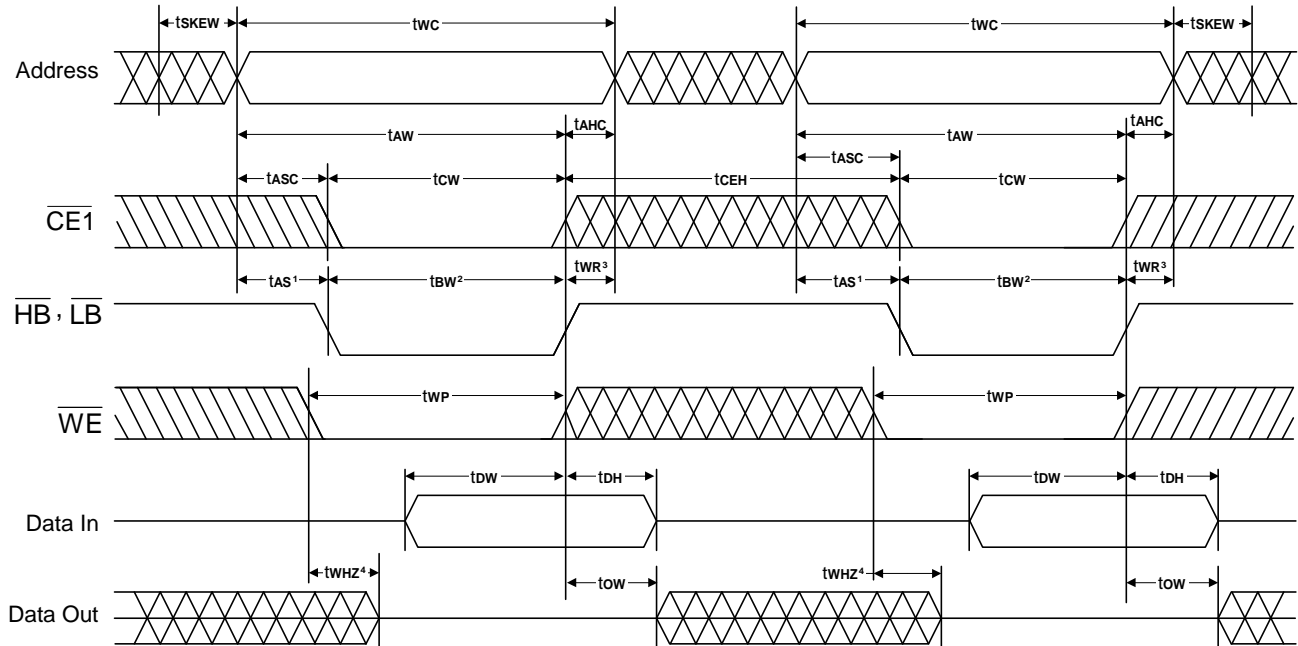 tSKEW tWC tWC tSKEW
Address
tAW tAHC tAW tAHC
tASC tASC
tCW tCEH tCW
CE1
tAS¹ tBW² tWR³ tAS¹ tBW² tWR³
HB , LB
tWP tWP
WE
tDW tDH tDW tDH
Data In
tWHZ⁴ tOW tWHZ⁴ tOW
Data Out